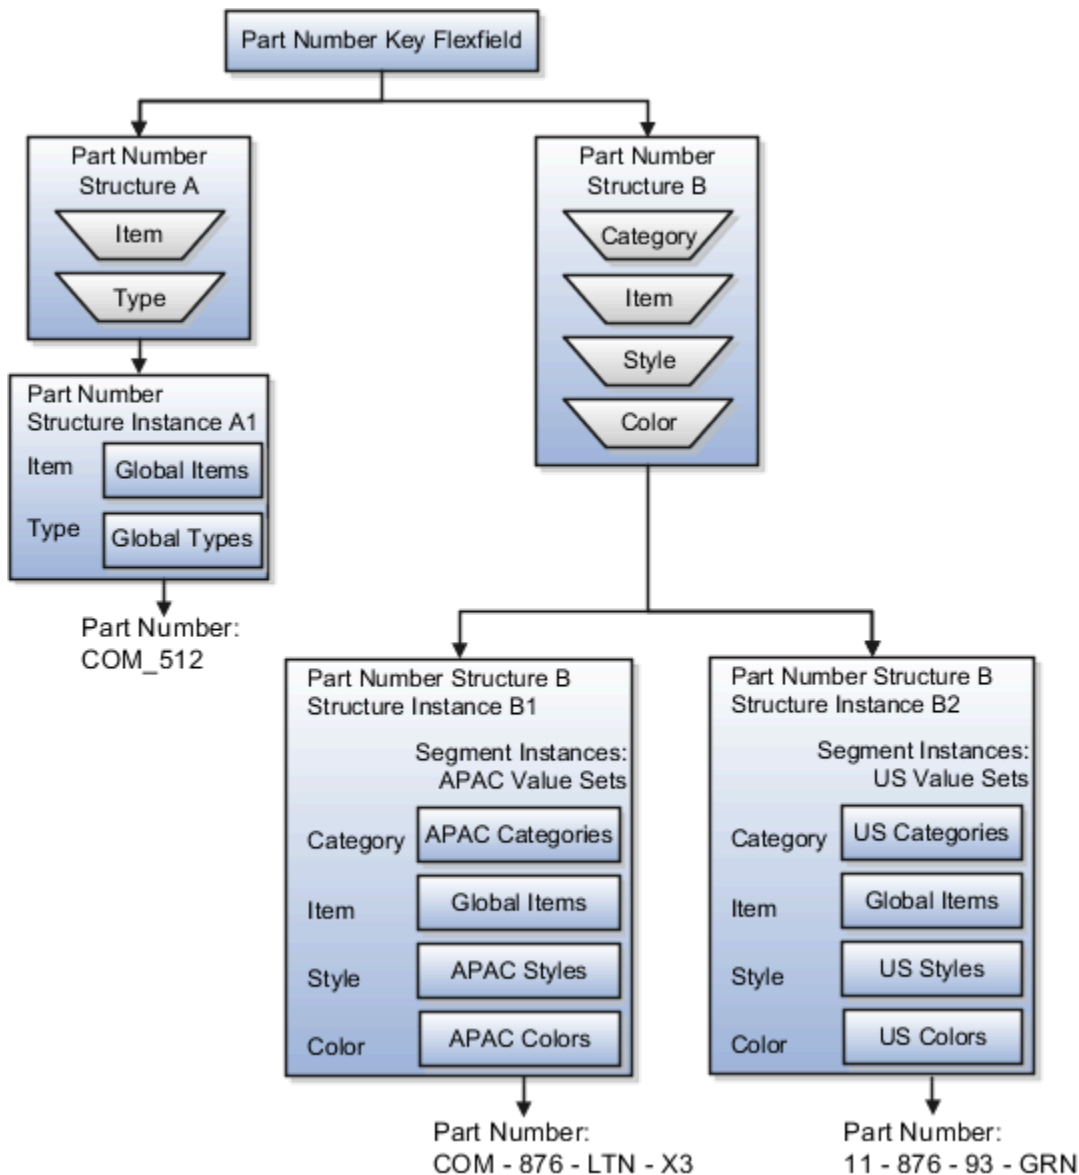 Part Number Key Flexfield
Part Number
Structure A
Item
Type
Part Number
Structure B
Category
Item
Style
Color
Part Number
Structure Instance A1
Item
Global Items
Type
Global Types
Part Number:
COM_512
Part Number Structure B
Structure Instance B1
Segment Instances:
APAC Value Sets
Category
APAC Categories
Item
Global Items
Style
APAC Styles
Color
APAC Colors
Part Number:
COM - 876 - LTN - X3
Part Number Structure B
Structure Instance B2
Segment Instances:
US Value Sets
Category
US Categories
Item
Global Items
Style
US Styles
Color
US Colors
Part Number:
11 - 876 - 93 - GRN